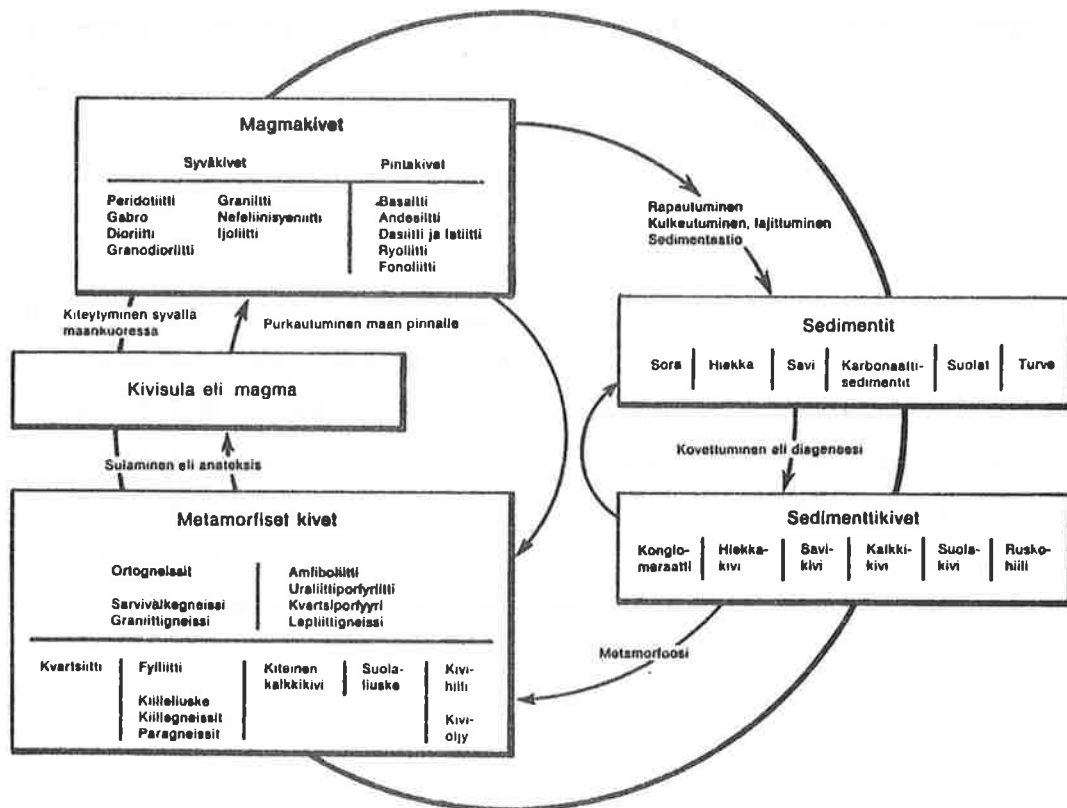 Magmakivet
Syväkivet
Pintakivet
Peridotiitti
Gabro
Dioriitti
Granodioriitti
Graniitti
Nefeliinisyeniitti
Ijoliitti
Basaltti
Andesiitti
Dasiitti ja latiitti
Ryoliitti
Fonoliitti
Rapautuminen
Kulkeutuminen, lajittuminen
Sedimentaatio
Kiteytyminen syvällä
maankuoressa
Purkautuminen maan pinnalle
Kivisula eli magma
Sulaminen eli anateksis
Sedimentit
Sora
Hiekka
Savi
Karbonaatti-
sedimentit
Suolat
Turve
Kovettuminen eli diageneesi
Sedimenttikivet
Konglo-
meraatti
Hiekka-
kivi
Savi-
kivi
Kalkki-
kivi
Suola-
kivi
Rusko-
hiili
Metamorfoosi
Metamorfiset kivet
Ortogneissit
Sarvivälkegneissi
Graniittigneissi
Amfiboliitti
Uraliittiporfyriitti
Kvartsiporfyyri
Leptiittigneissi
Kvartsiitti
Fylliitti
Kiilleliuske
Kiillegneissit
Paragneissit
Kiteinen
kalkkikivi
Suola-
liuske
Kivi-
hiili
Kivi-
öljy